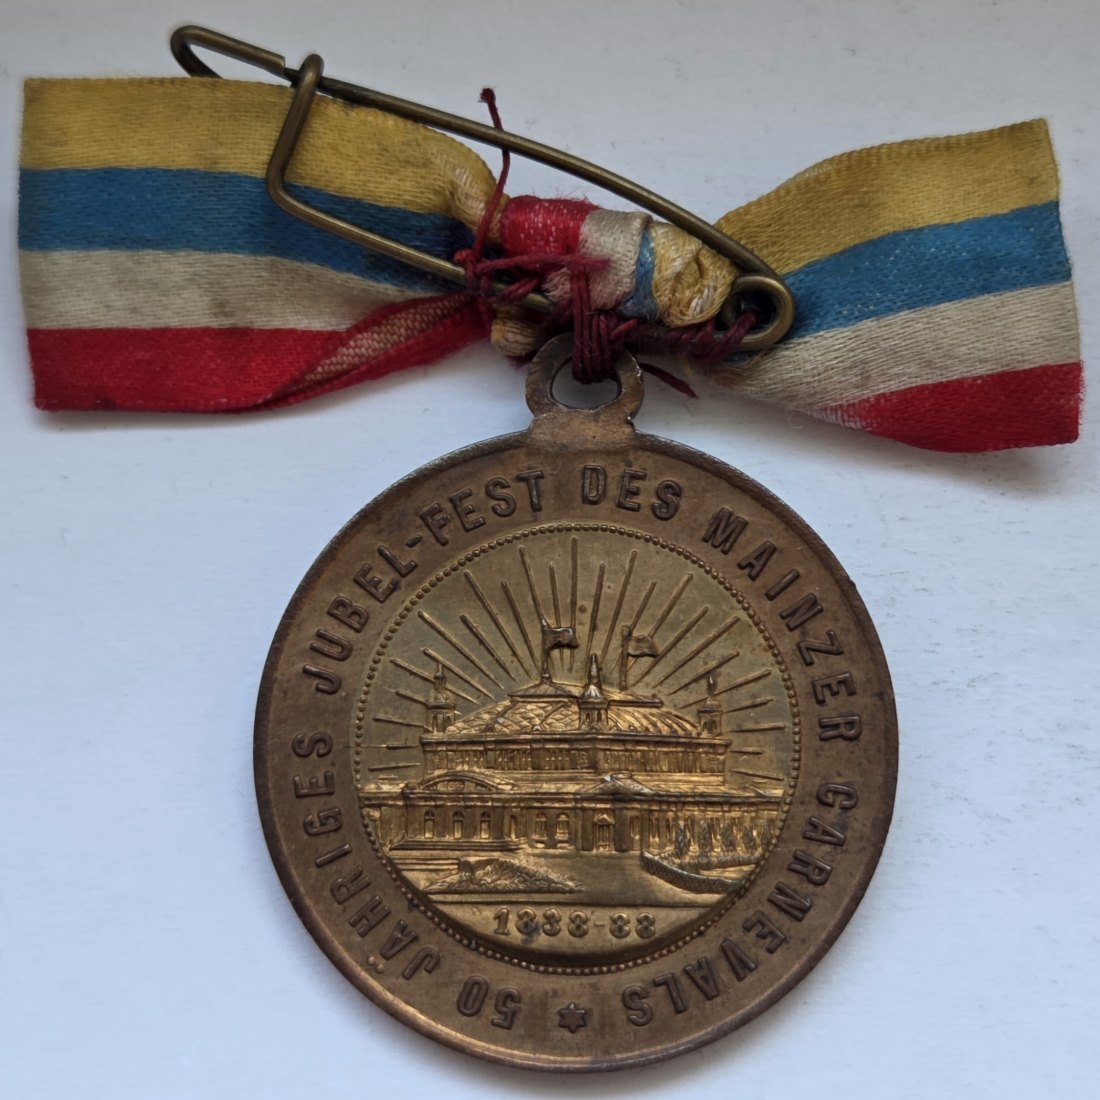 50 JÄHRIGES JUBEL-FEST DES MAINZER CARNEVALS
1838-88